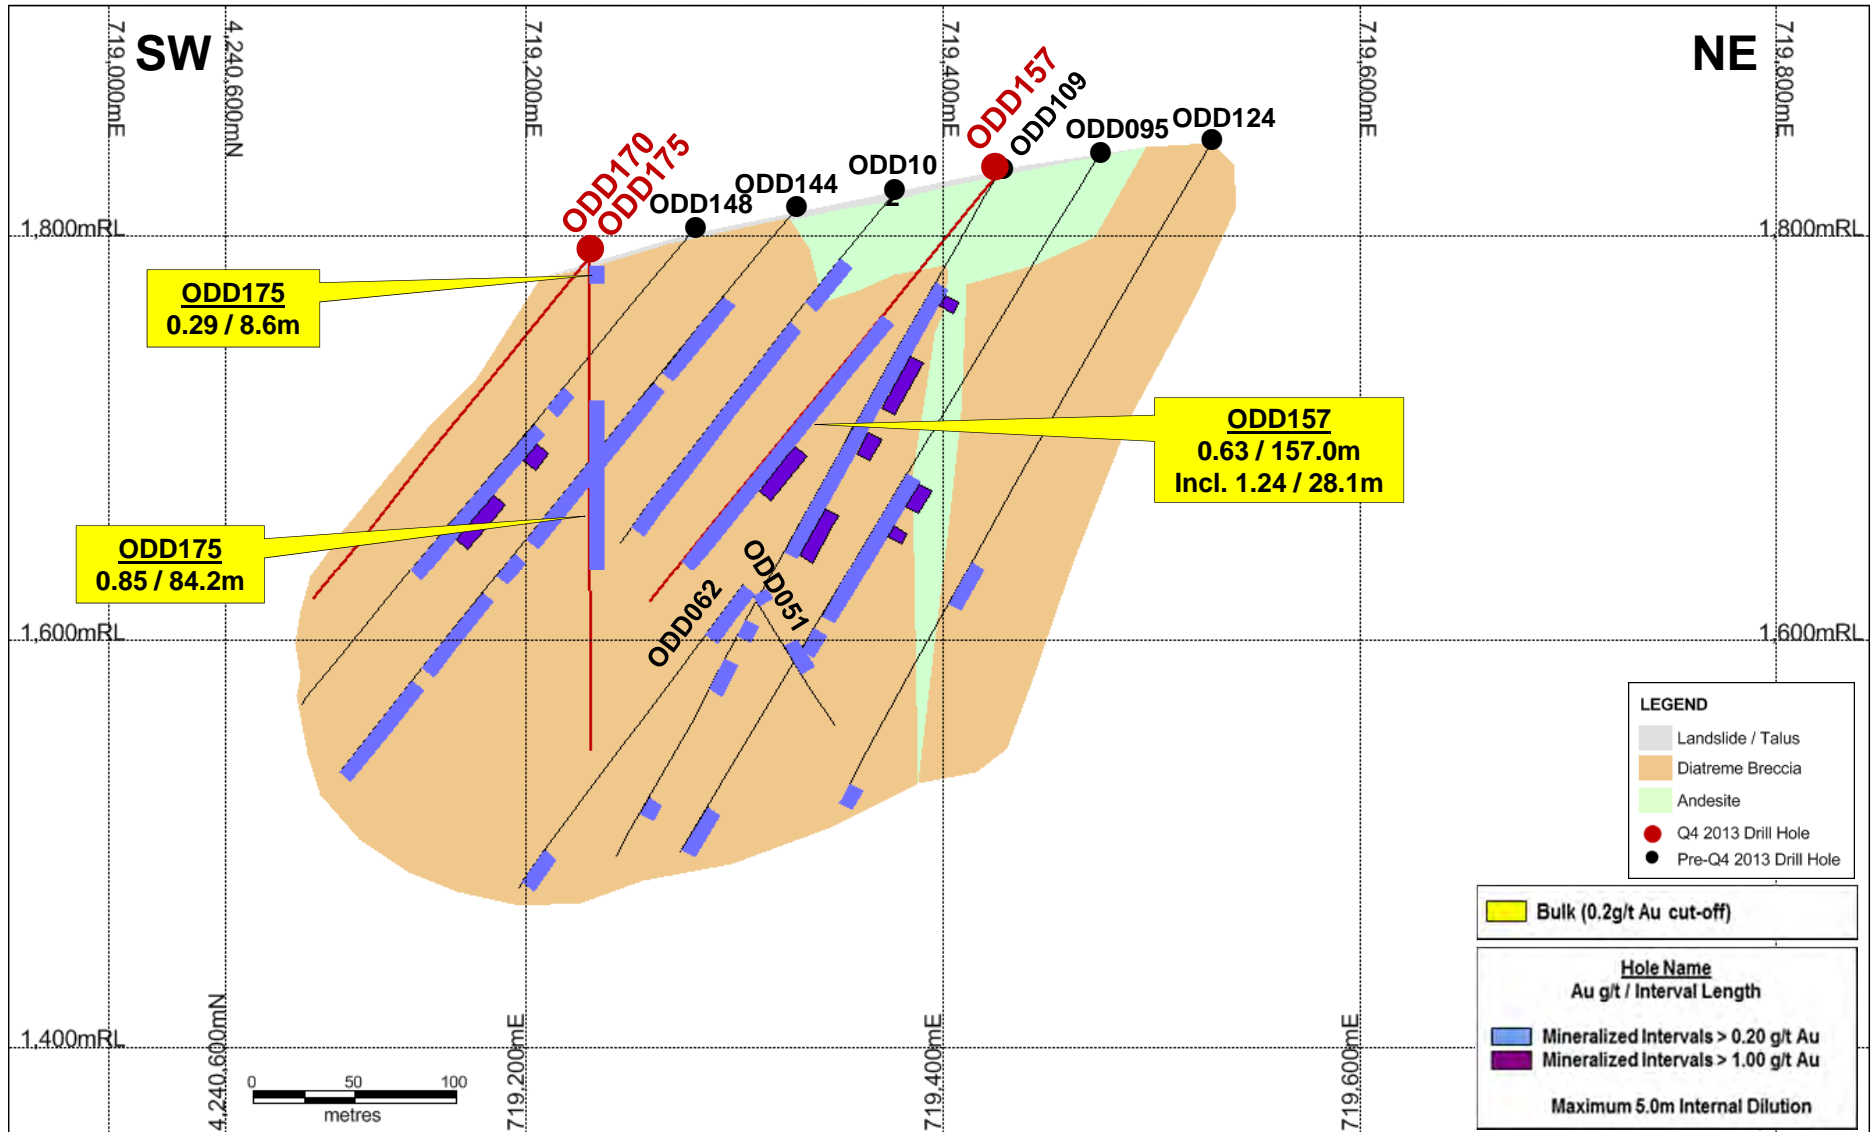 SW
NE
719,000mE
4,240,600mN
719,200mE
719,400mE
719,600mE
719,800mE
ODD157
ODD109
ODD095
ODD124
ODD10
2
ODD144
ODD148
ODD170
ODD175
1,800mRL
1,800mRL
ODD175
0.29 / 8.6m
ODD157
0.63 / 157.0m
Incl. 1.24 / 28.1m
ODD175
0.85 / 84.2m
ODD062
ODD051
1,600mRL
1,600mRL
LEGEND
Landslide / Talus
Diatreme Breccia
Andesite
Q4 2013 Drill Hole
Pre-Q4 2013 Drill Hole
Bulk (0.2g/t Au cut-off)
Hole Name
Au g/t / Interval Length
Mineralized Intervals > 0.20 g/t Au
Mineralized Intervals > 1.00 g/t Au
Maximum 5.0m Internal Dilution
1,400mRL
4,240,600mN
719,200mE
719,400mE
719,600mE
0 50 100
metres